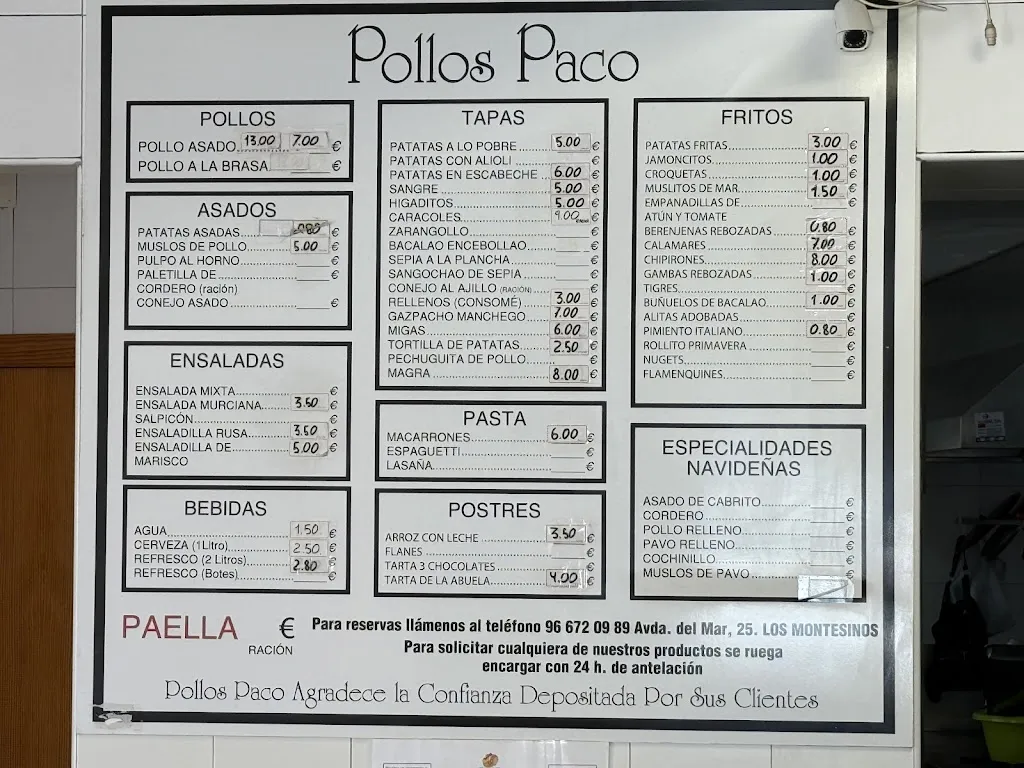 Pollos Paco
POLLOS
POLLO ASADO 13.00 7.00 €
POLLO A LA BRASA €
ASADOS
PATATAS ASADAS €
MUSLOS DE POLLO 5.00 €
PULPO AL HORNO €
PALETILLA DE €
CORDERO (ración)
CONEJO ASADO €
ENSALADAS
ENSALADA MIXTA €
ENSALADA MURCIANA 3.50 €
SALPICÓN €
ENSALADILLA RUSA 3.50 €
ENSALADILLA DE 5.00 €
MARISCO
BEBIDAS
AGUA 1.50 €
CERVEZA (1Litro) 2.50 €
REFRESCO (2 Litros) 2.80 €
REFRESCO (Botes) €
TAPAS
PATATAS A LO POBRE 5.00 €
PATATAS CON ALIOLI €
PATATAS EN ESCABECHE 6.00 €
SANGRE 5.00 €
HIGADITOS 5.00 €
CARACOLES 9.00 €
ZARANGOLLO €
BACALAO ENCEBOLLAO €
SEPIA A LA PLANCHA €
SANGOCHAO DE SEPIA €
CONEJO AL AJILLO (RACIÓN) €
RELLENOS (CONSOMÉ) 3.00 €
GAZPACHO MANCHEGO 7.00 €
MIGAS 6.00 €
TORTILLA DE PATATAS 2.50 €
PECHUGUITA DE POLLO €
MAGRA 8.00 €
PASTA
MACARRONES 6.00 €
ESPAGUETTI €
LASAÑA €
POSTRES
ARROZ CON LECHE 3.50 €
FLANES €
TARTA 3 CHOCOLATES €
TARTA DE LA ABUELA 4.00 €
FRITOS
PATATAS FRITAS 3.00 €
JAMONCITOS 1.00 €
CROQUETAS 1.00 €
MUSLITOS DE MAR 1.50 €
EMPANADILLAS DE €
ATÚN Y TOMATE
BERENJENAS REBOZADAS 0.80 €
CALAMARES 7.00 €
CHIPIRONES 8.00 €
GAMBAS REBOZADAS 1.00 €
TIGRES €
BUÑUELOS DE BACALAO 1.00 €
ALITAS ADOBADAS €
PIMIENTO ITALIANO 0.80 €
ROLLITO PRIMAVERA €
NUGETS €
FLAMENQUINES €
ESPECIALIDADES
NAVIDEÑAS
ASADO DE CABRITO €
CORDERO €
POLLO RELLENO €
PAVO RELLENO €
COCHINILLO €
MUSLOS DE PAVO €
PAELLA €
RACIÓN
Para reservas llámenos al teléfono 96 672 09 89 Avda. del Mar, 25. LOS MONTESINOS
Para solicitar cualquiera de nuestros productos se ruega
encargar con 24 h. de antelación
Pollos Paco Agradece la Confianza Depositada Por Sus Clientes